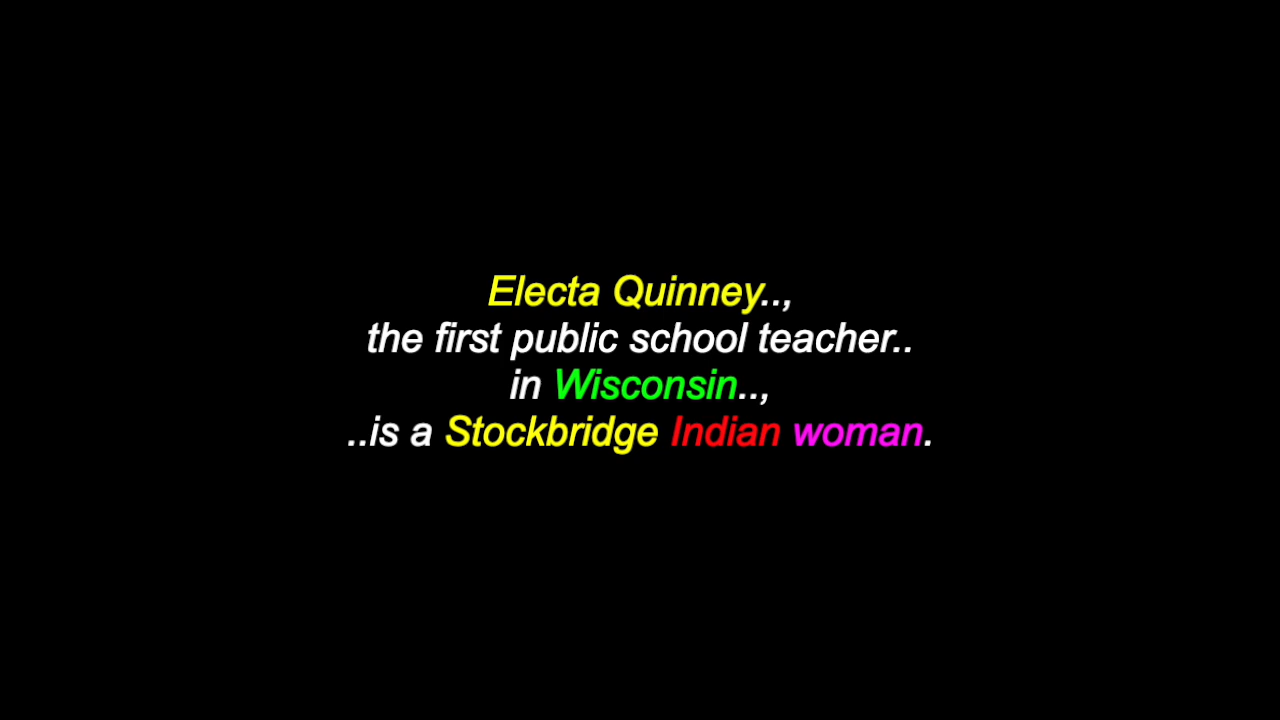 Electa Quinney..,
the first public school teacher..
in Wisconsin..,
..is a Stockbridge Indian woman.